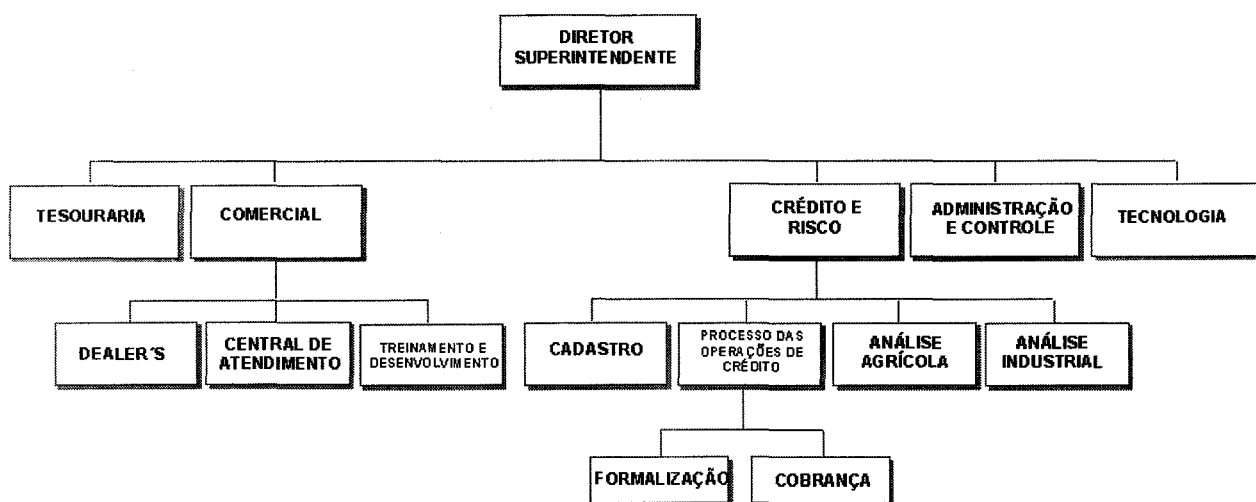 DIRETOR
SUPERINTENDENTE
TESOURARIA
COMERCIAL
CRÉDITO E
RISCO
ADMINISTRAÇÃO
E CONTROLE
TECNOLOGIA
DEALER´S
CENTRAL DE
ATENDIMENTO
TREINAMENTO E
DESENVOLVIMENTO
CADASTRO
PROCESSO DAS
OPERAÇÕES DE
CRÉDITO
ANÁLISE
AGRÍCOLA
ANÁLISE
INDUSTRIAL
FORMALIZAÇÃO
COBRANÇA